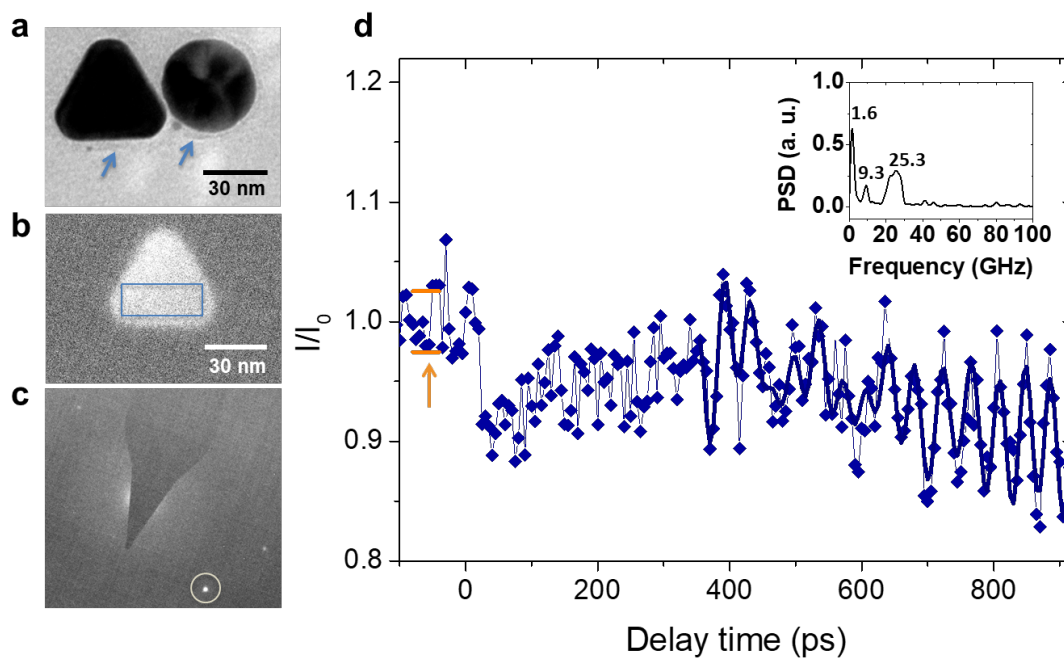 a
30 nm
b
30 nm
c
d
I/I0
1.2
1.1
1.0
0.9
0.8
0
200
400
600
800
Delay time (ps)
PSD (a. u.)
1.0
0.5
0.0
1.6
9.3
25.3
0 20 40 60 80 100
Frequency (GHz)